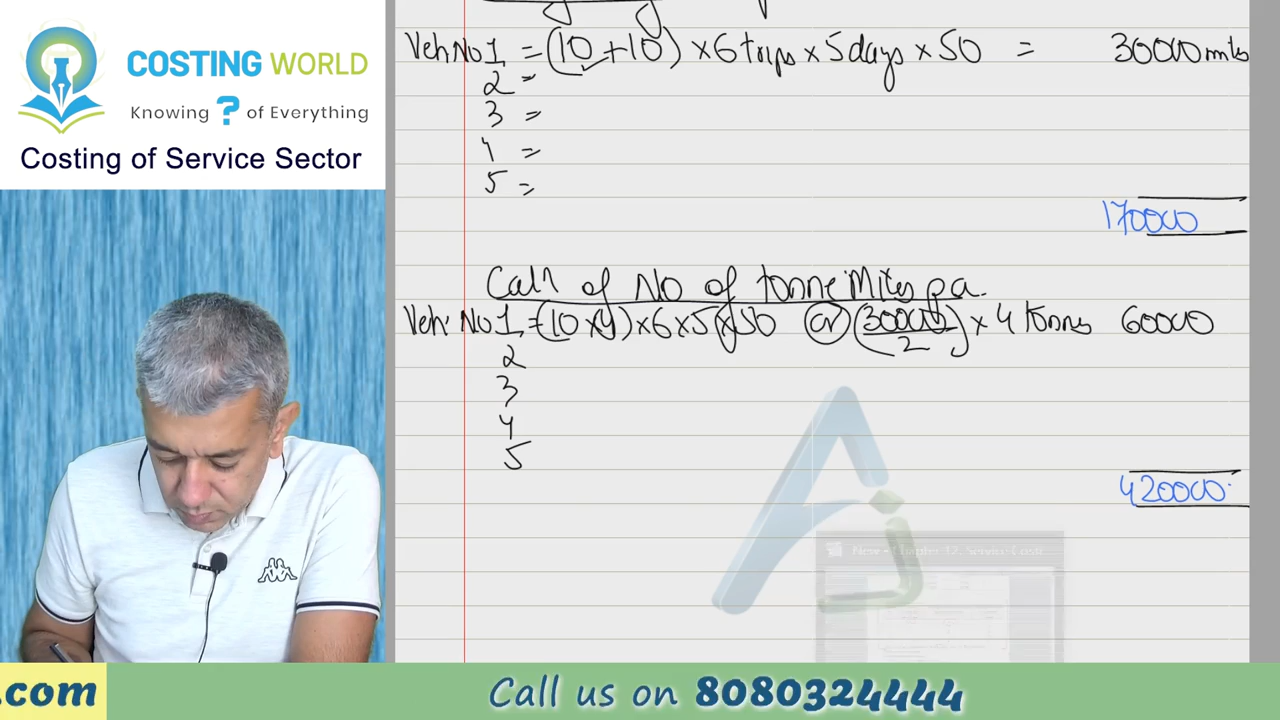 COSTING WORLD
Knowing ? of Everything
Costing of Service Sector
Veh No 1 = (10 + 10) × 6 trips × 5 days × 50 = 30000 miles
2 =
3 =
4 =
5 =
170000
Calln of No of tonne Miles p.a.
Veh. No 1 = (10 × 4) × 6 × 5 × 50 (or) (30000/2) × 4 tonnes 60000
2
3
4
5
420000
.com
Call us on 8080324444